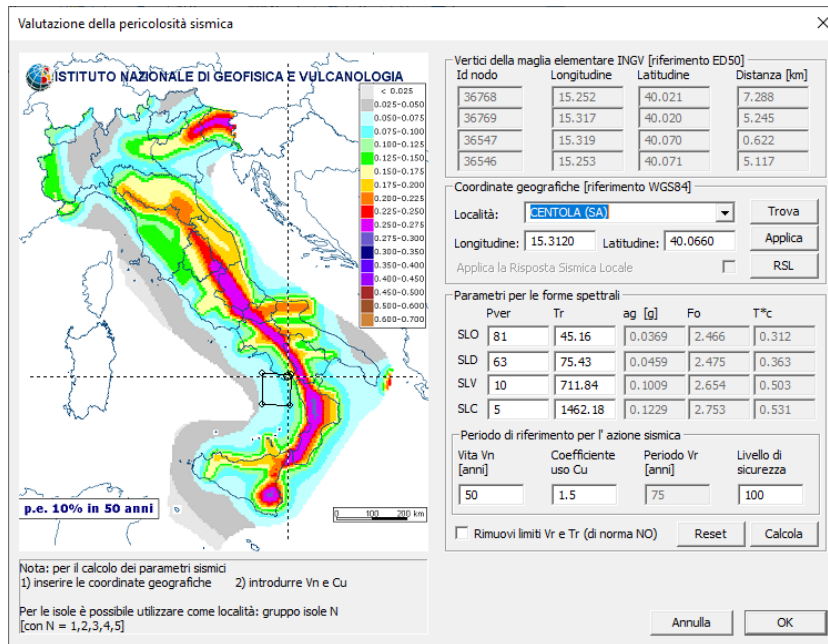 Valutazione della pericolosità sismica
ISTITUTO NAZIONALE DI GEOFISICA E VULCANOLOGIA
< 0.025
0.025-0.050
0.050-0.075
0.075-0.100
0.100-0.125
0.125-0.150
0.150-0.175
0.175-0.200
0.200-0.225
0.225-0.250
0.250-0.275
0.275-0.300
0.300-0.350
0.350-0.400
0.400-0.450
0.450-0.500
0.500-0.600
0.600-0.700
p.e. 10% in 50 anni
0 100 200 km
Nota: per il calcolo dei parametri sismici
1) inserire le coordinate geografiche 2) introdurre Vn e Cu
Per le isole è possibile utilizzare come località: gruppo isole N
[con N = 1,2,3,4,5]
Vertici della maglia elementare INGV [riferimento ED50]
Id nodo Longitudine Latitudine Distanza [km]
36768 15.252 40.021 7.288
36769 15.317 40.020 5.245
36547 15.319 40.070 0.622
36546 15.253 40.071 5.117
Coordinate geografiche [riferimento WGS84]
Località: CENTOLA (SA) Trova
Longitudine: 15.3120 Latitudine: 40.0660 Applica
Applica la Risposta Sismica Locale RSL
Parametri per le forme spettrali
Pver Tr ag [g] Fo T*c
SLO 81 45.16 0.0369 2.466 0.312
SLD 63 75.43 0.0459 2.475 0.363
SLV 10 711.84 0.1009 2.654 0.503
SLC 5 1462.18 0.1229 2.753 0.531
Periodo di riferimento per l' azione sismica
Vita Vn Coefficiente Periodo Vr Livello di
[anni] uso Cu [anni] sicurezza
50 1.5 75 100
Rimuovi limiti Vr e Tr (di norma NO) Reset Calcola
Annulla OK